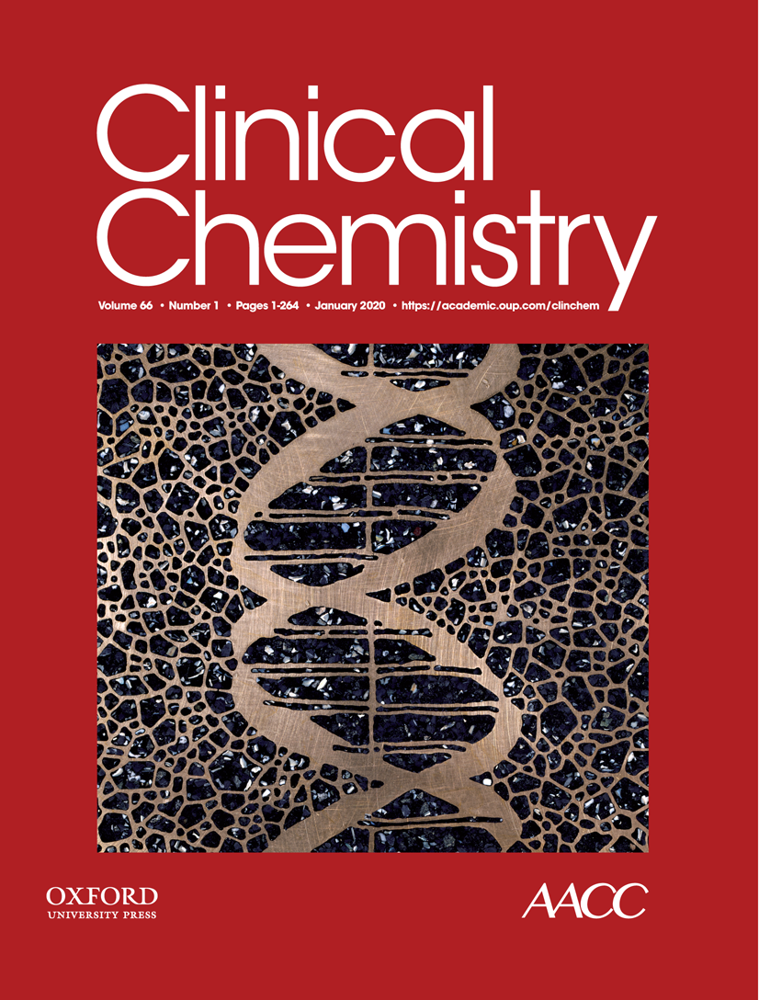 Clinical
Chemistry
Volume 66 • Number 1 • Pages 1-264 • January 2020 • https://academic.oup.com/clinchem
OXFORD
UNIVERSITY PRESS
AACC